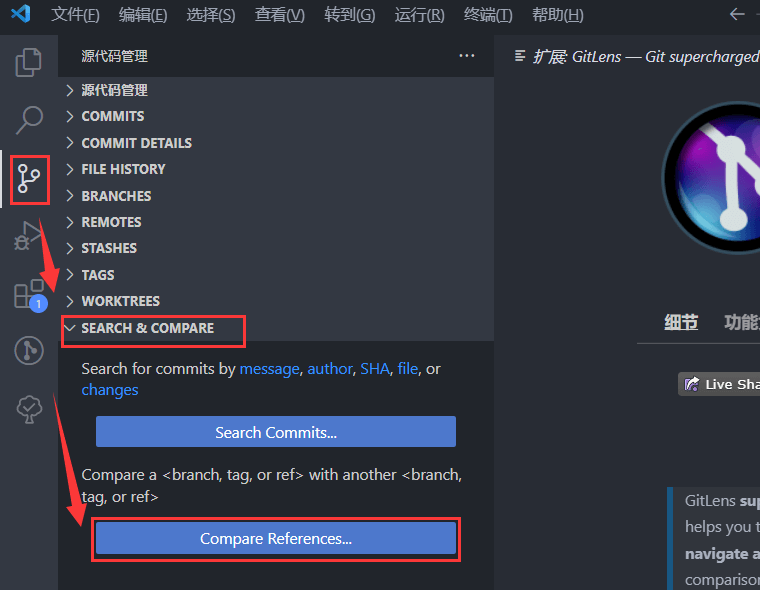 文件(F) 编辑(E) 选择(S) 查看(V) 转到(G) 运行(R) 终端(T) 帮助(H)
源代码管理
扩展: GitLens — Git supercharged
源代码管理
COMMITS
COMMIT DETAILS
FILE HISTORY
BRANCHES
REMOTES
STASHES
TAGS
WORKTREES
SEARCH & COMPARE
1
Search for commits by message, author, SHA, file, or
changes
Search Commits...
Compare a <branch, tag, or ref> with another <branch,
tag, or ref>
Compare References...
细节 功能
Live Sha
GitLens sup
helps you t
navigate a
comparison